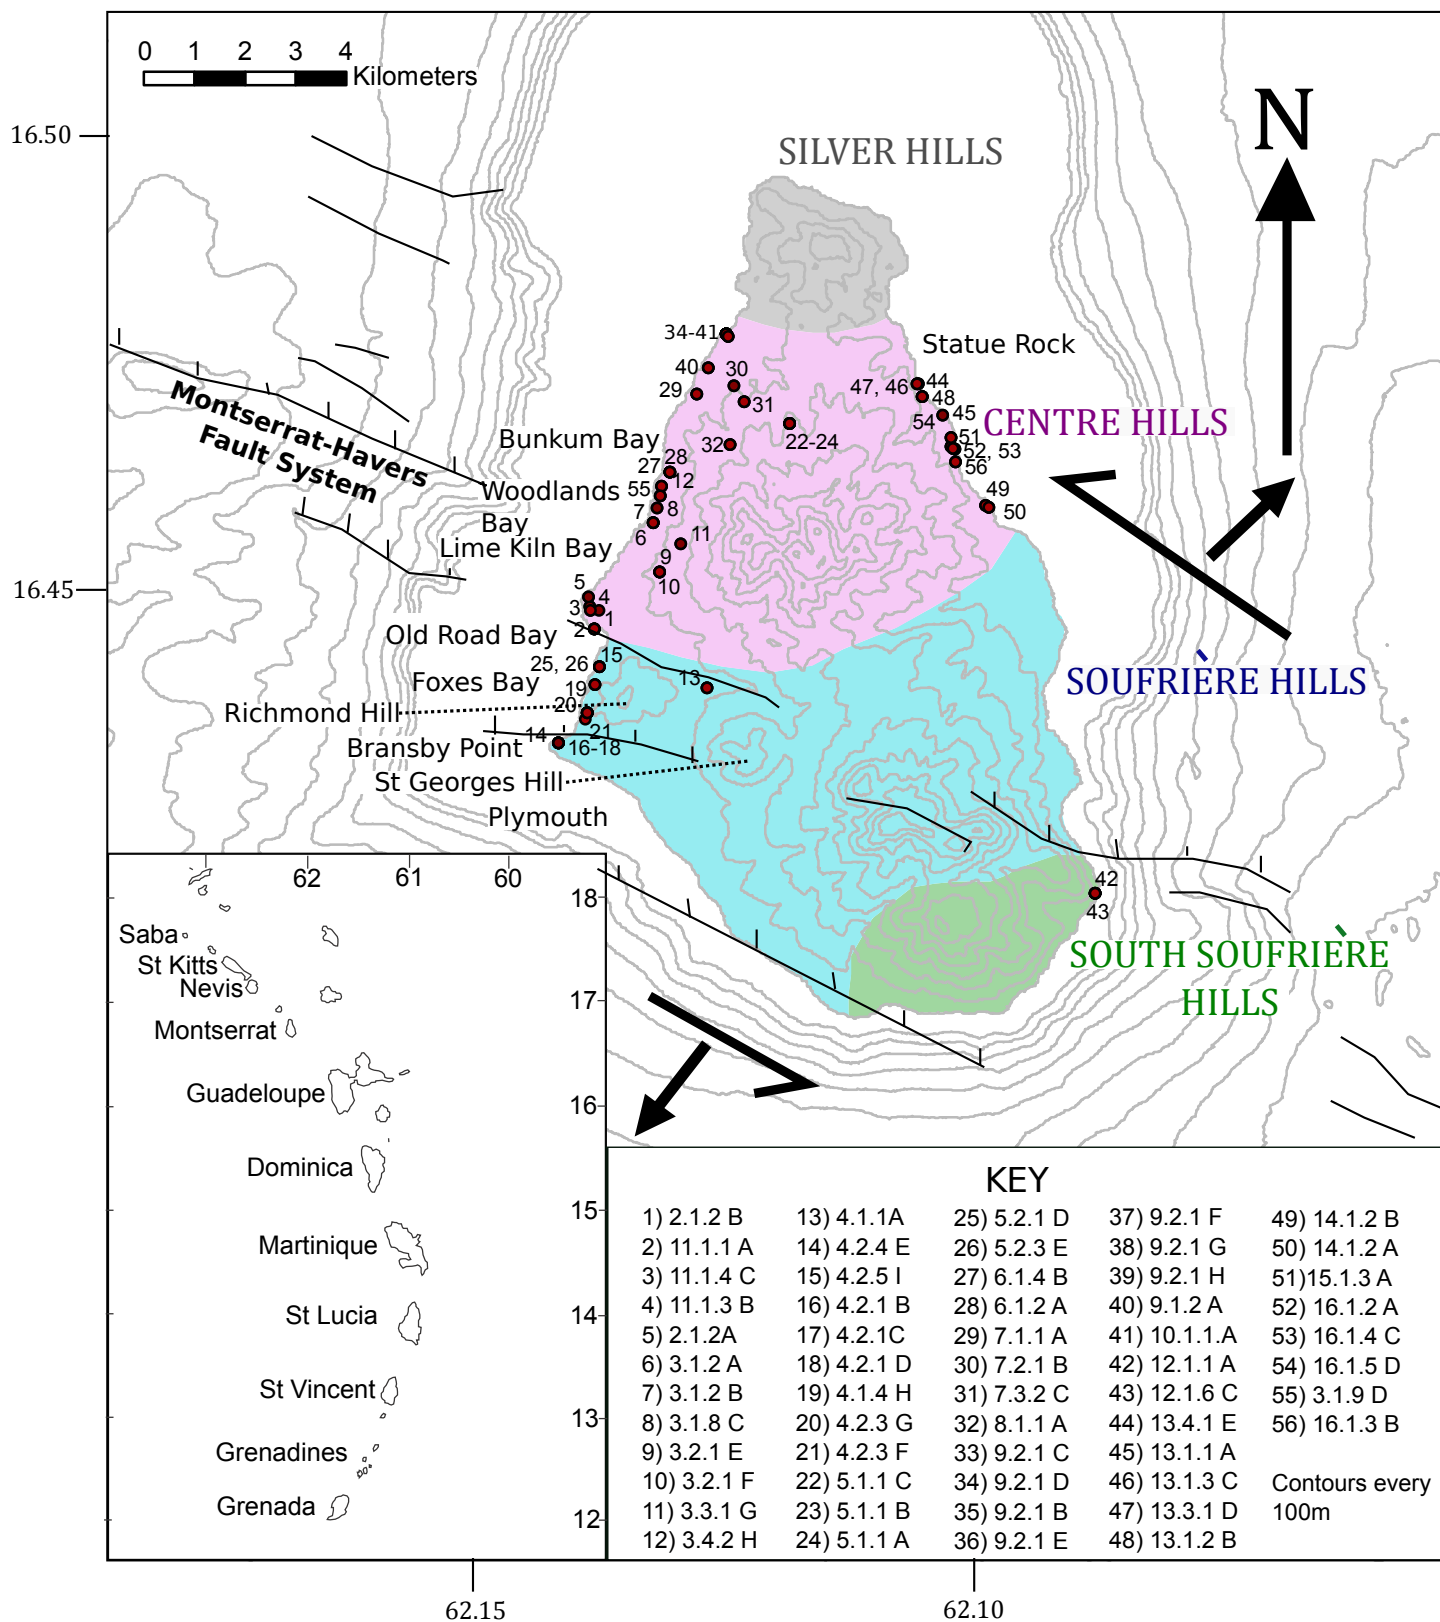 0 1 2 3 4
Kilometers
N
16.50
SILVER HILLS
34-41
Statue Rock
40
30
47, 46
44
29
31
48
54
45
CENTRE HILLS
22-24
Bunkum Bay
32
51
52, 53
56
Montserrat-Havers
Fault System
27
28
12
55
Woodlands
Bay
49
50
7
8
6
Lime Kiln Bay
11
9
10
16.45
5
4
3
1
2
Old Road Bay
15
25, 26
Foxes Bay
13
19
SOUFRIÈRE HILLS
Richmond Hill
20
21
14
Bransby Point
16-18
St Georges Hill
Plymouth
42
43
SOUTH SOUFRIÈRE
HILLS
62 61 60
18
Saba
St Kitts
Nevis
17
Montserrat
Guadeloupe
16
Dominica
15
Martinique
14
St Lucia
St Vincent
13
Grenadines
Grenada
12
KEY
1) 2.1.2 B
2) 11.1.1 A
3) 11.1.4 C
4) 11.1.3 B
5) 2.1.2A
6) 3.1.2 A
7) 3.1.2 B
8) 3.1.8 C
9) 3.2.1 E
10) 3.2.1 F
11) 3.3.1 G
12) 3.4.2 H
13) 4.1.1A
14) 4.2.4 E
15) 4.2.5 I
16) 4.2.1 B
17) 4.2.1C
18) 4.2.1 D
19) 4.1.4 H
20) 4.2.3 G
21) 4.2.3 F
22) 5.1.1 C
23) 5.1.1 B
24) 5.1.1 A
25) 5.2.1 D
26) 5.2.3 E
27) 6.1.4 B
28) 6.1.2 A
29) 7.1.1 A
30) 7.2.1 B
31) 7.3.2 C
32) 8.1.1 A
33) 9.2.1 C
34) 9.2.1 D
35) 9.2.1 B
36) 9.2.1 E
37) 9.2.1 F
38) 9.2.1 G
39) 9.2.1 H
40) 9.1.2 A
41) 10.1.1.A
42) 12.1.1 A
43) 12.1.6 C
44) 13.4.1 E
45) 13.1.1 A
46) 13.1.3 C
47) 13.3.1 D
48) 13.1.2 B
49) 14.1.2 B
50) 14.1.2 A
51)15.1.3 A
52) 16.1.2 A
53) 16.1.4 C
54) 16.1.5 D
55) 3.1.9 D
56) 16.1.3 B
Contours every
100m
62.15
62.10